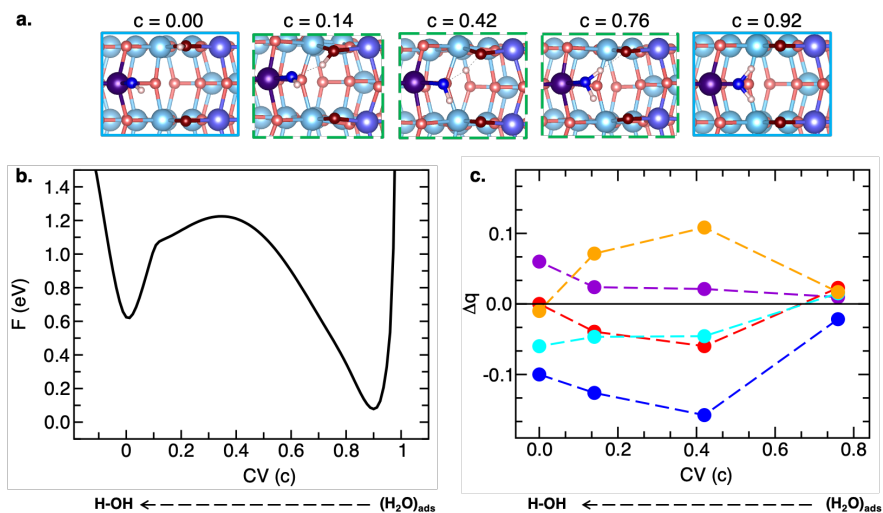 a.
c = 0.00 c = 0.14 c = 0.42 c = 0.76 c = 0.92
b.
1.4
1.2
1.0
0.8
0.6
0.4
0.2
0.0
F (eV)
0 0.2 0.4 0.6 0.8 1
CV (c)
H-OH (H₂O)ads
c.
0.1
0.0
-0.1
Δq
0.0 0.2 0.4 0.6 0.8
CV (c)
H-OH (H₂O)ads